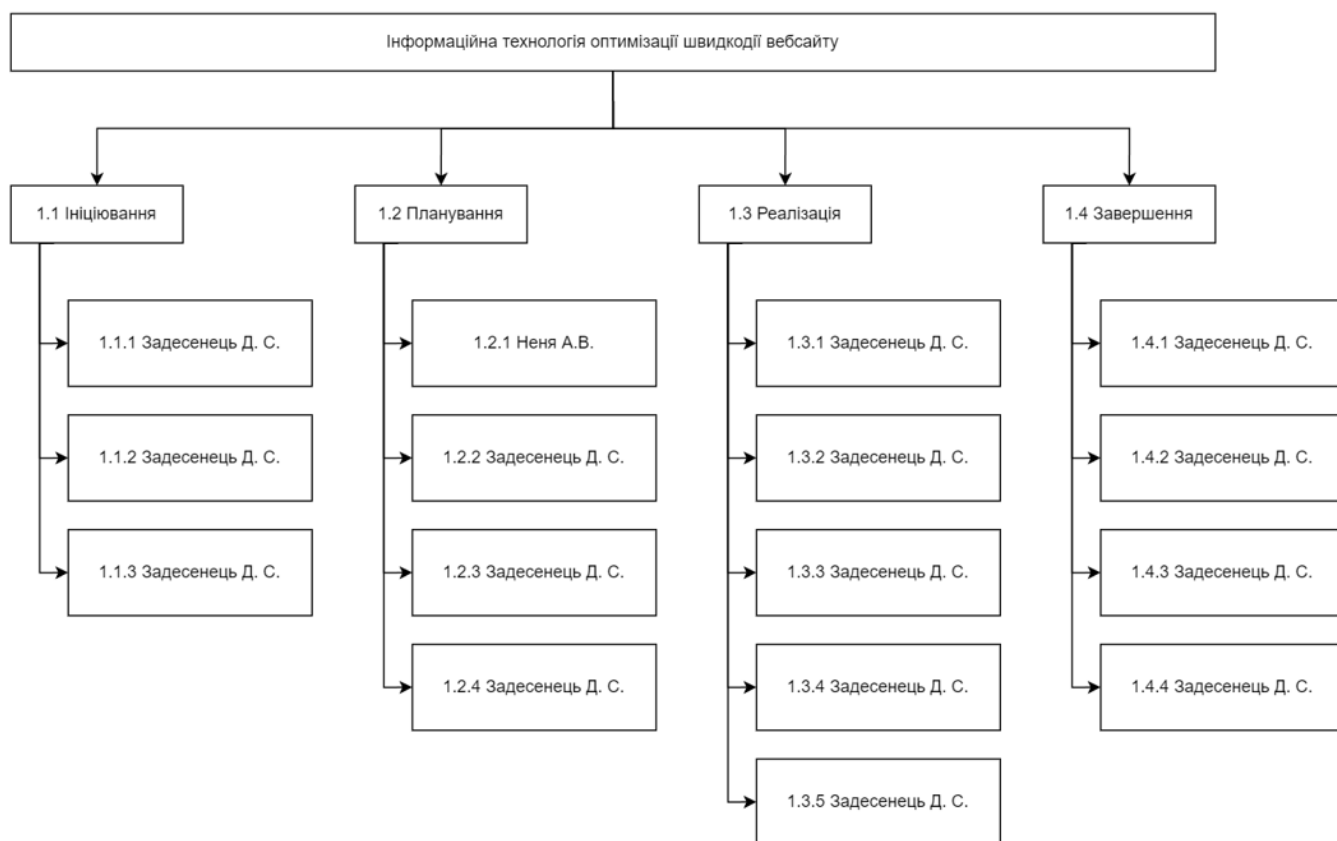 Інформаційна технологія оптимізації швидкодії вебсайту
1.1 Ініціювання
1.2 Планування
1.3 Реалізація
1.4 Завершення
1.1.1 Задесенець Д. С.
1.2.1 Неня А.В.
1.3.1 Задесенець Д. С.
1.4.1 Задесенець Д. С.
1.1.2 Задесенець Д. С.
1.2.2 Задесенець Д. С.
1.3.2 Задесенець Д. С.
1.4.2 Задесенець Д. С.
1.1.3 Задесенець Д. С.
1.2.3 Задесенець Д. С.
1.3.3 Задесенець Д. С.
1.4.3 Задесенець Д. С.
1.2.4 Задесенець Д. С.
1.3.4 Задесенець Д. С.
1.4.4 Задесенець Д. С.
1.3.5 Задесенець Д. С.